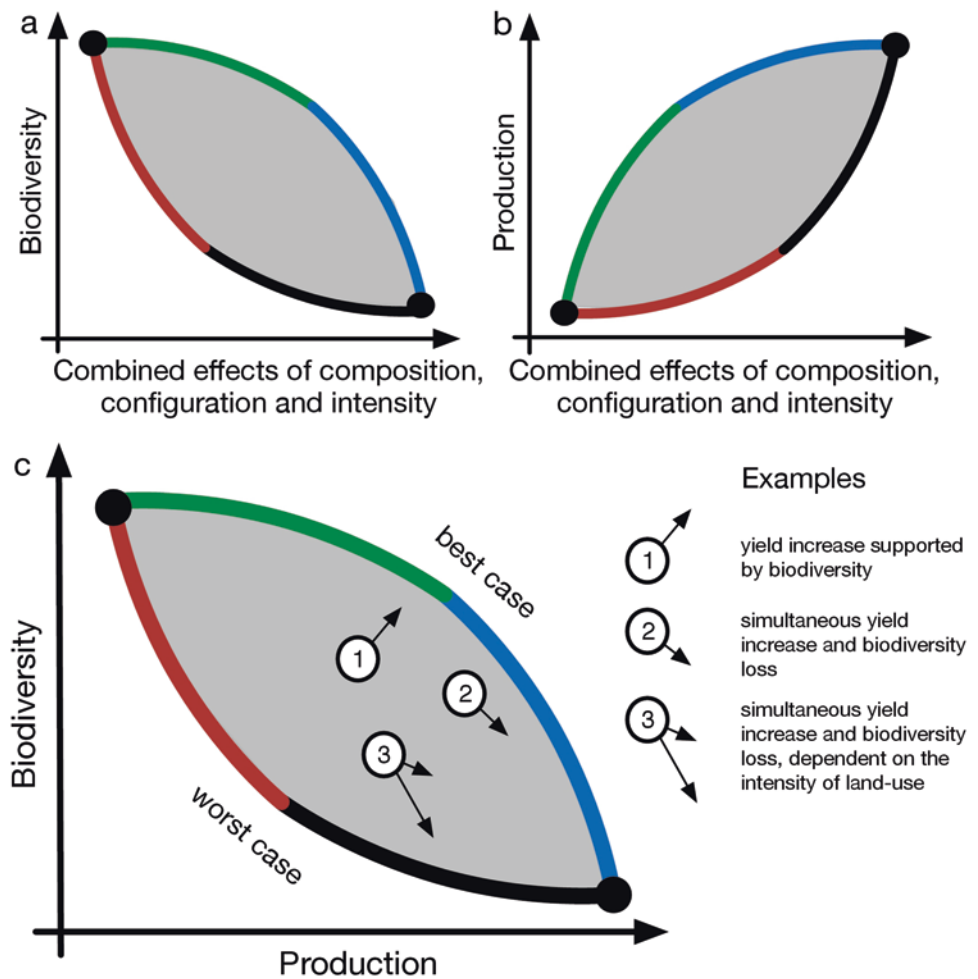 a
Biodiversity
Combined effects of composition,
configuration and intensity
b
Production
Combined effects of composition,
configuration and intensity
c
Biodiversity
Production
best case
worst case
1
2
3
Examples
1
yield increase supported
by biodiversity
2
simultaneous yield
increase and biodiversity
loss
3
simultaneous yield
increase and biodiversity
loss, dependent on the
intensity of land-use